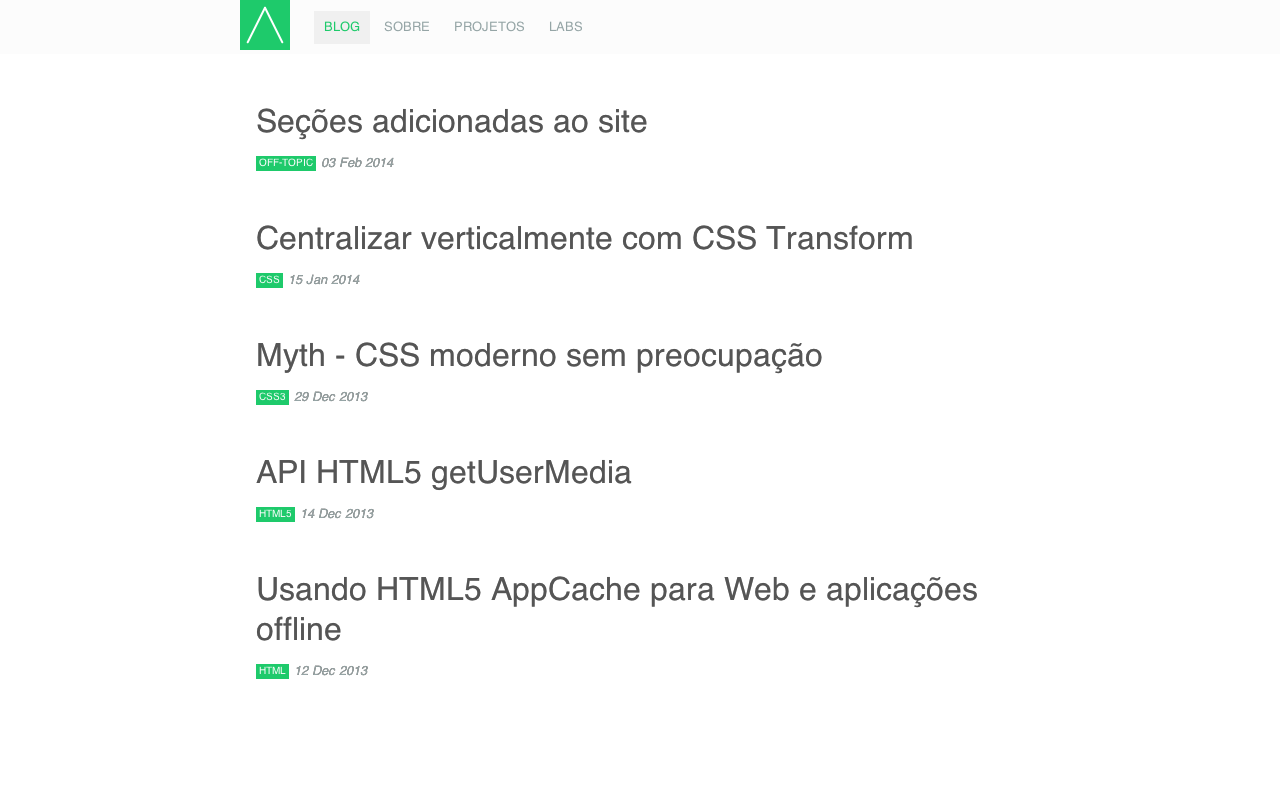 BLOG SOBRE PROJETOS LABS
Seções adicionadas ao site
OFF-TOPIC 03 Feb 2014
Centralizar verticalmente com CSS Transform
CSS 15 Jan 2014
Myth - CSS moderno sem preocupação
CSS3 29 Dec 2013
API HTML5 getUserMedia
HTML5 14 Dec 2013
Usando HTML5 AppCache para Web e aplicações
offline
HTML 12 Dec 2013